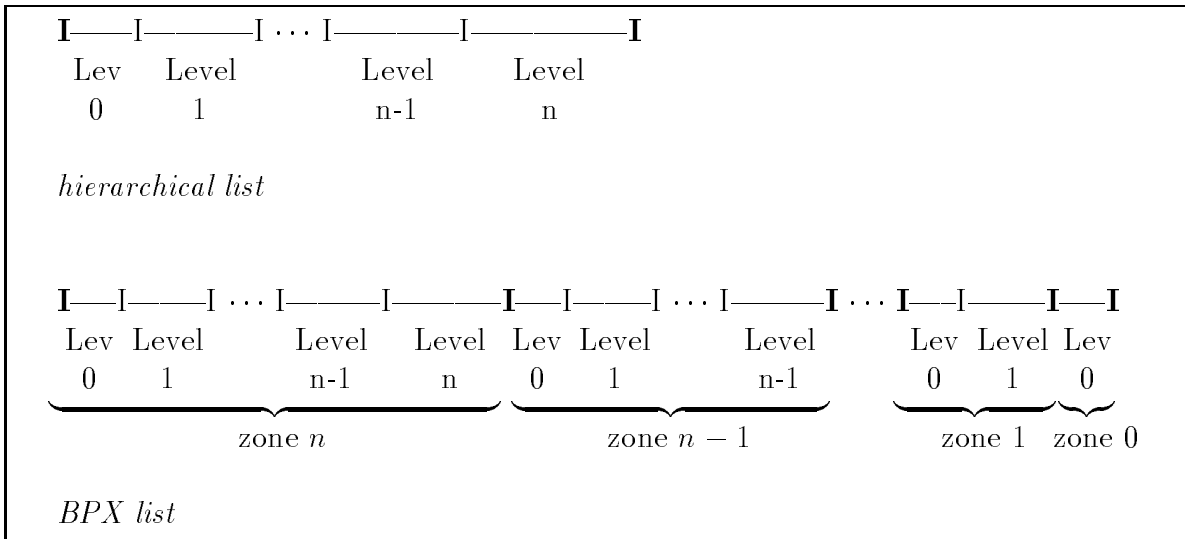 I——I———I ··· I————I—————I
Lev Level Level Level
0 1 n-1 n
hierarchical list
I——I———I ··· I————I————I——I———I ··· I————I ··· I——I———I——I
Lev Level Level Level Lev Level Level Lev Level Lev
0 1 n-1 n 0 1 n-1 0 1 0
zone n zone n − 1 zone 1 zone 0
BPX list